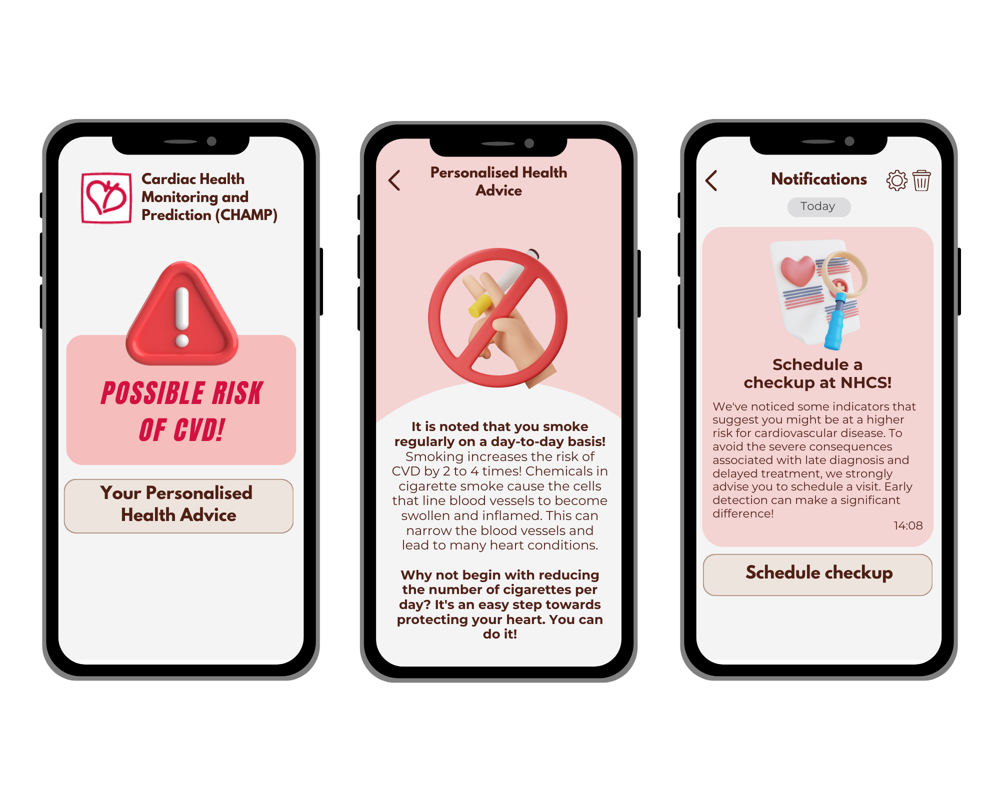 Cardiac Health
Monitoring and
Prediction (CHAMP)
POSSIBLE RISK
OF CVD!
Your Personalised
Health Advice
Personalised Health
Advice
It is noted that you smoke
regularly on a day-to-day basis!
Smoking increases the risk of
CVD by 2 to 4 times! Chemicals in
cigarette smoke cause the cells
that line blood vessels to become
swollen and inflamed. This can
narrow the blood vessels and
lead to many heart conditions.
Why not begin with reducing
the number of cigarettes per
day? It's an easy step towards
protecting your heart. You can
do it!
Notifications
Today
Schedule a
checkup at NHCS!
We've noticed some indicators that
suggest you might be at a higher
risk for cardiovascular disease. To
avoid the severe consequences
associated with late diagnosis and
delayed treatment, we strongly
advise you to schedule a visit. Early
detection can make a significant
difference!
14:08
Schedule checkup